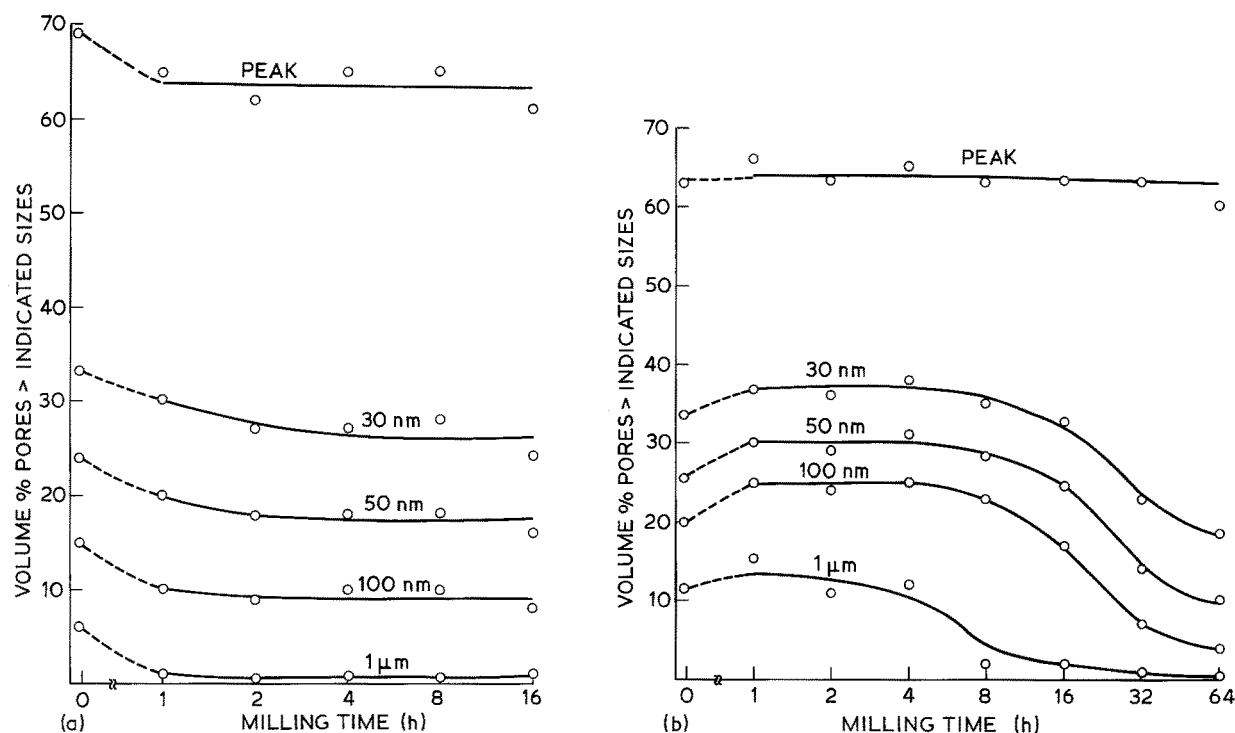 VOLUME % PORES > INDICATED SIZES
70
60
50
40
30
20
10
PEAK
30 nm
50 nm
100 nm
1 μm
0 1 2 4 8 16
(a) MILLING TIME (h)
VOLUME % PORES > INDICATED SIZES
70
60
50
40
30
20
10
PEAK
30 nm
50 nm
100 nm
1 μm
0 1 2 4 8 16 32 64
(b) MILLING TIME (h)